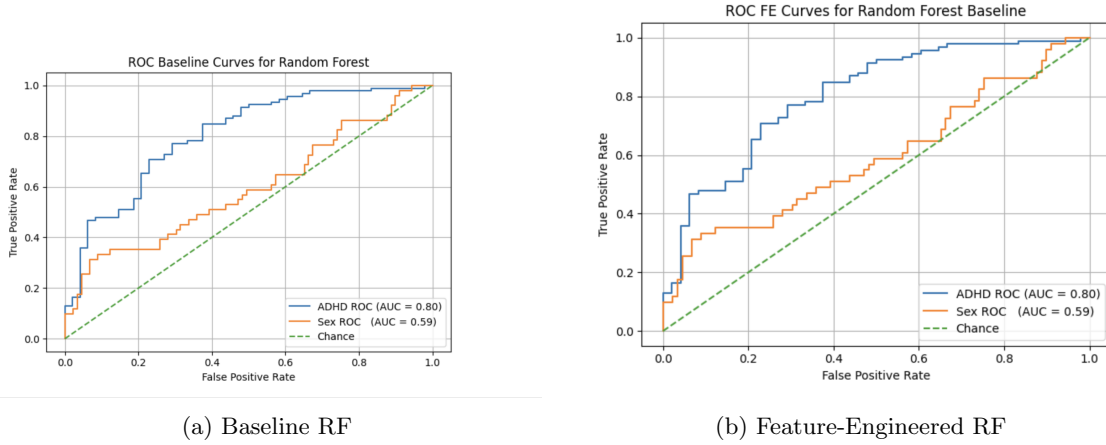 ROC Baseline Curves for Random Forest
True Positive Rate
1.0
0.8
0.6
0.4
0.2
0.0
ADHD ROC (AUC = 0.80)
Sex ROC (AUC = 0.59)
Chance
0.0 0.2 0.4 0.6 0.8 1.0
False Positive Rate
(a) Baseline RF
ROC FE Curves for Random Forest Baseline
True Positive Rate
1.0
0.8
0.6
0.4
0.2
0.0
ADHD ROC (AUC = 0.80)
Sex ROC (AUC = 0.59)
Chance
0.0 0.2 0.4 0.6 0.8 1.0
False Positive Rate
(b) Feature-Engineered RF